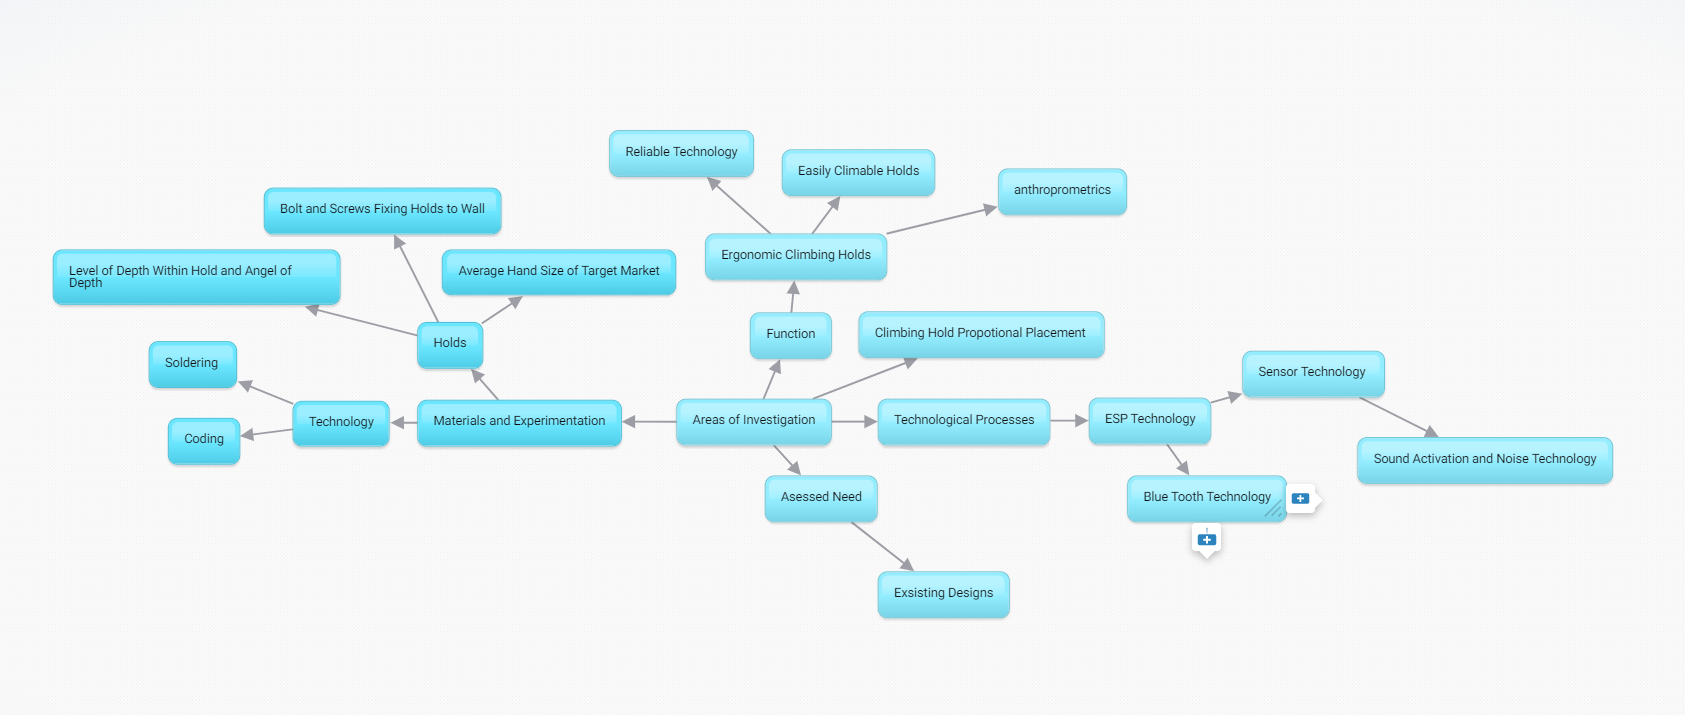 Reliable Technology
Easily Climable Holds
anthroprometrics
Bolt and Screws Fixing Holds to Wall
Ergonomic Climbing Holds
Level of Depth Within Hold and Angel of
Depth
Average Hand Size of Target Market
Function
Climbing Hold Propotional Placement
Holds
Soldering
Sensor Technology
Technology
Materials and Experimentation
Areas of Investigation
Technological Processes
ESP Technology
Coding
Sound Activation and Noise Technology
Asessed Need
Blue Tooth Technology
Exsisting Designs